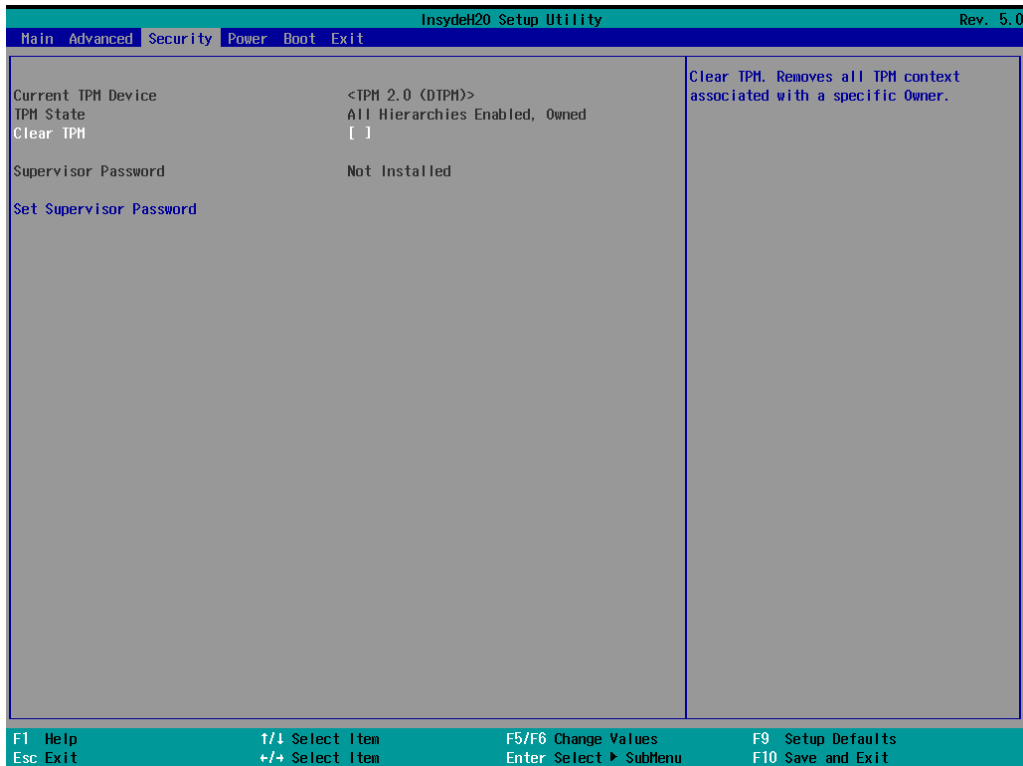 InsydeH20 Setup Utility Rev. 5.0
Main Advanced Security Power Boot Exit
Current TPM Device <TPM 2.0 (DTPM)>
TPM State All Hierarchies Enabled, Owned
Clear TPM [ ]
Supervisor Password Not Installed
Set Supervisor Password
Clear TPM. Removes all TPM context
associated with a specific Owner.
F1 Help ↑/↓ Select Item F5/F6 Change Values F9 Setup Defaults
Esc Exit ←/→ Select Item Enter Select ▶ SubMenu F10 Save and Exit